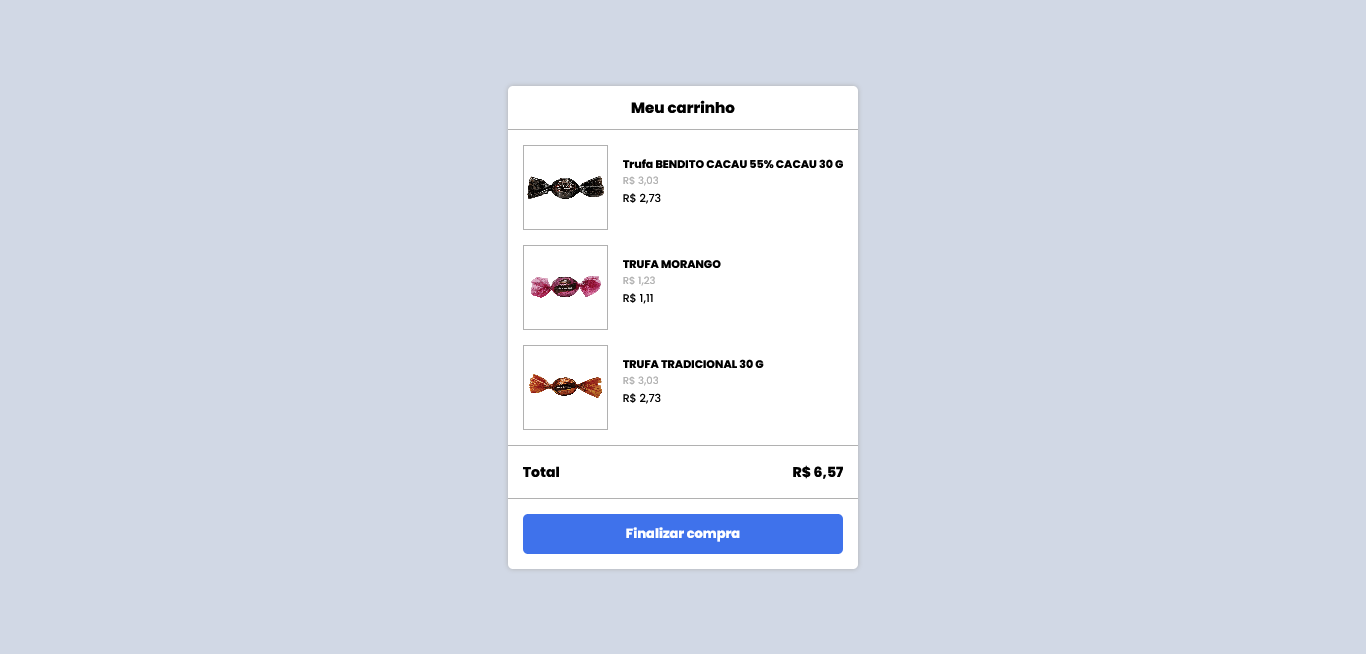 Meu carrinho
Trufa BENDITO CACAU 55% CACAU 30 G
R$ 3,03
R$ 2,73
TRUFA MORANGO
R$ 1,23
R$ 1,11
TRUFA TRADICIONAL 30 G
R$ 3,03
R$ 2,73
Total R$ 6,57
Finalizar compra